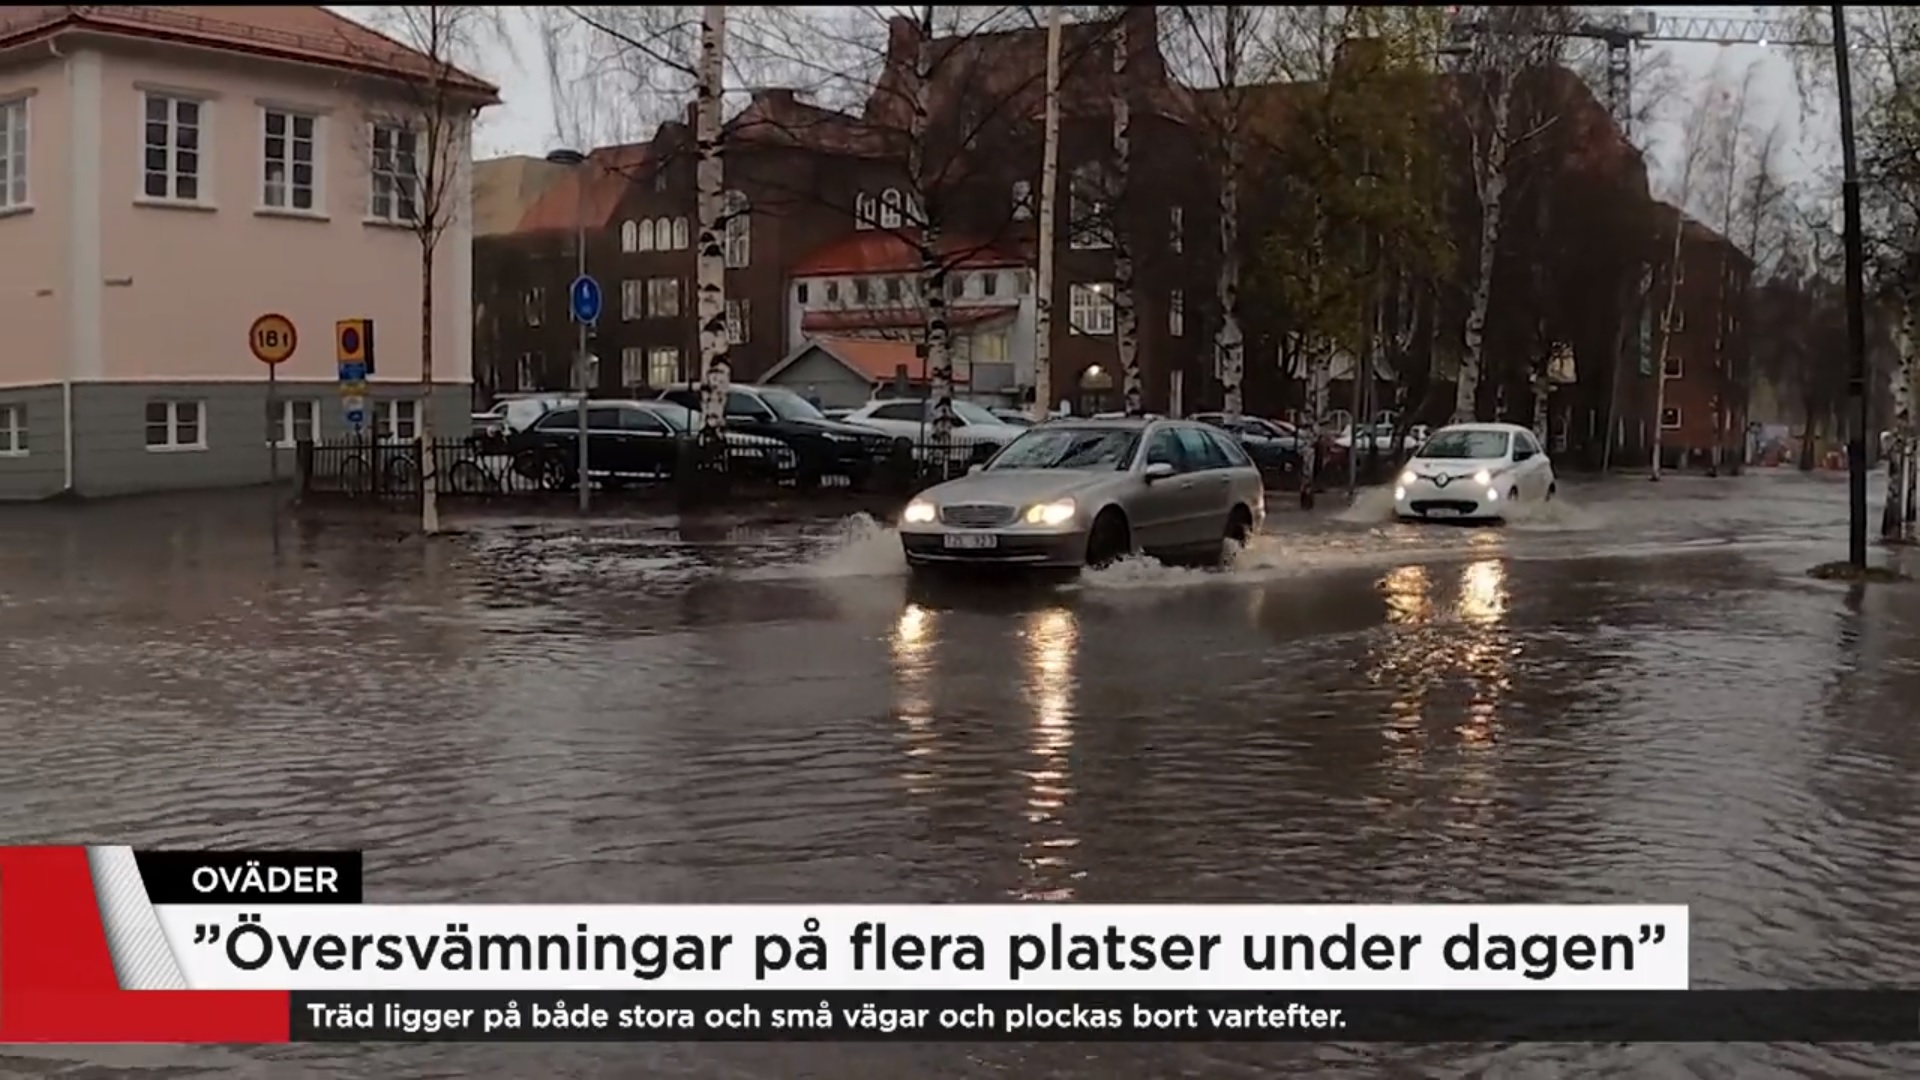 18 t
OVÄDER
”Översvämningar på flera platser under dagen”
Träd ligger på både stora och små vägar och plockas bort vartefter.